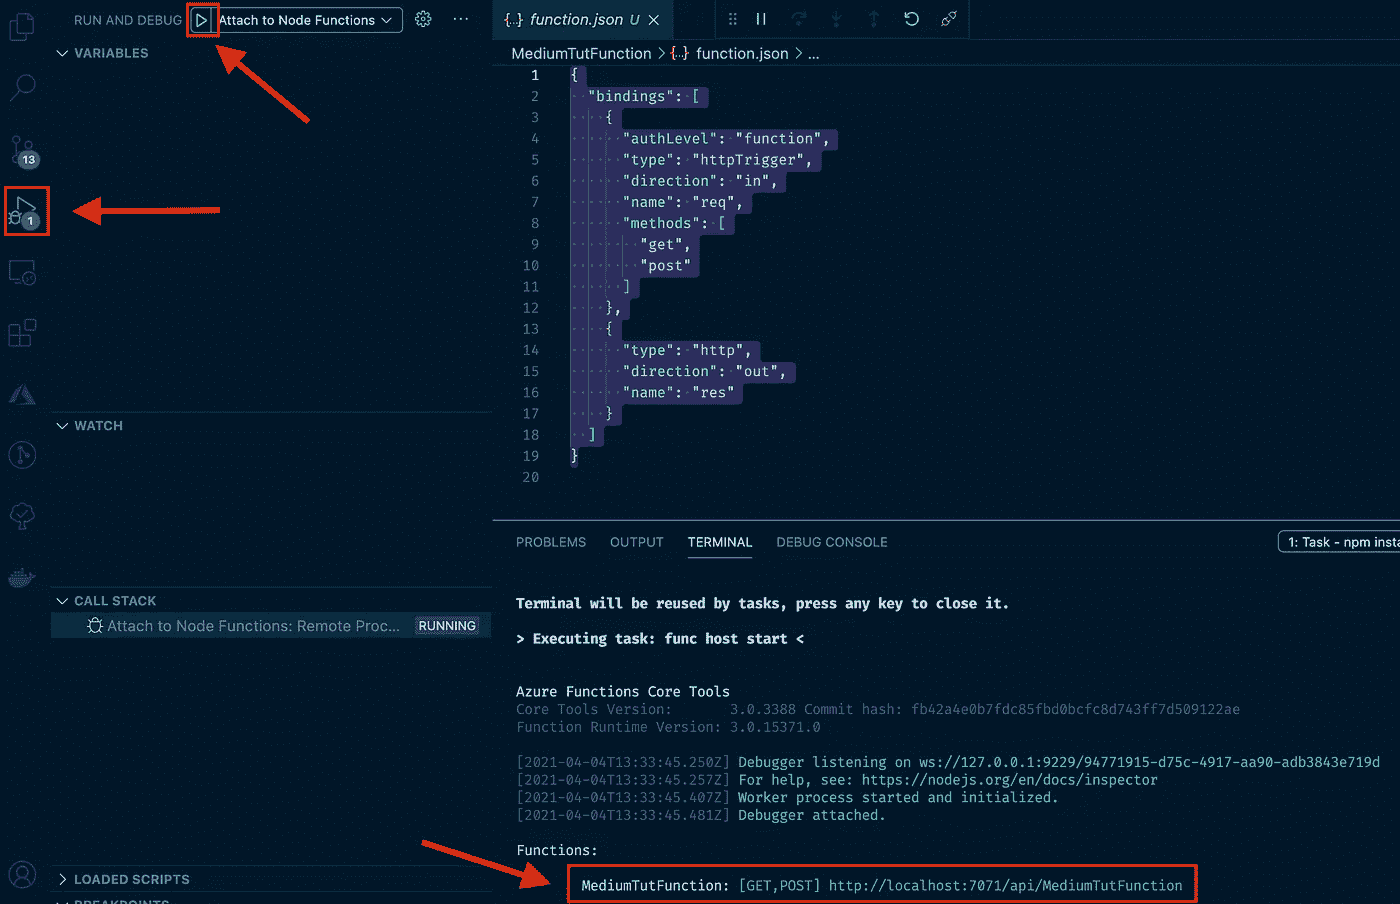 RUN AND DEBUG
Attach to Node Functions
···
VARIABLES
13
1
WATCH
CALL STACK
Attach to Node Functions: Remote Proc... RUNNING
LOADED SCRIPTS
BREAKPOINTS
{..} function.json U
MediumTutFunction > {..} function.json > ...
1 {
2 "bindings": [
3 {
4 "authLevel": "function",
5 "type": "httpTrigger",
6 "direction": "in",
7 "name": "req",
8 "methods": [
9 "get",
10 "post"
11 ]
12 },
13 {
14 "type": "http",
15 "direction": "out",
16 "name": "res"
17 }
18 ]
19 }
20
PROBLEMS OUTPUT TERMINAL DEBUG CONSOLE
1: Task - npm insta
Terminal will be reused by tasks, press any key to close it.
> Executing task: func host start <
Azure Functions Core Tools
Core Tools Version: 3.0.3388 Commit hash: fb42a4e0b7fdc85fbd0bcfc8d743ff7d509122ae
Function Runtime Version: 3.0.15371.0
[2021-04-04T13:33:45.250Z] Debugger listening on ws://127.0.0.1:9229/94771915-d75c-4917-aa90-adb3843e719d
[2021-04-04T13:33:45.257Z] For help, see: https://nodejs.org/en/docs/inspector
[2021-04-04T13:33:45.407Z] Worker process started and initialized.
[2021-04-04T13:33:45.481Z] Debugger attached.
Functions:
MediumTutFunction: [GET,POST] http://localhost:7071/api/MediumTutFunction